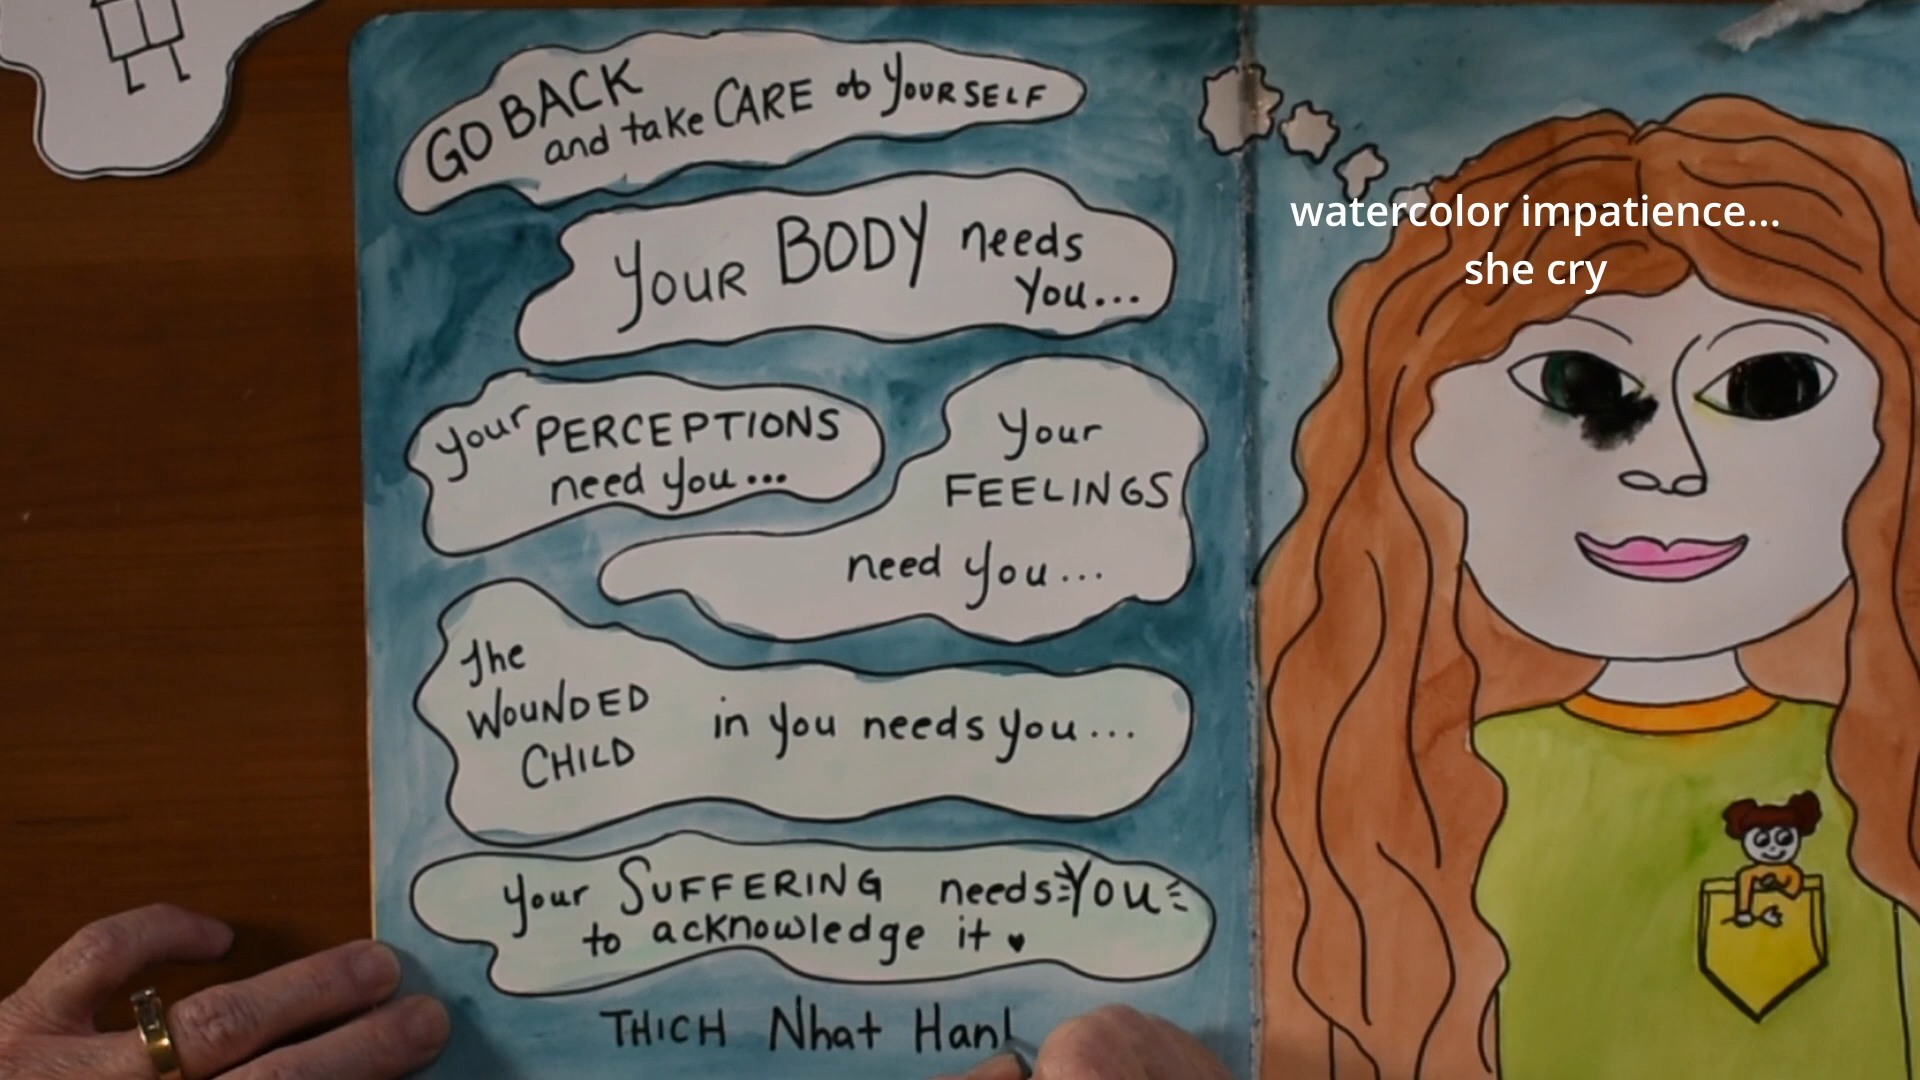 GO BACK
and take CARE of YOURSELF
your BODY needs
you...
your PERCEPTIONS
need you...
your
FEELINGS
need you...
The
WOUNDED
CHILD
in you needs you...
your SUFFERING needs YOU
to acknowledge it
THICH Nhat Hanh
watercolor impatience...
she cry